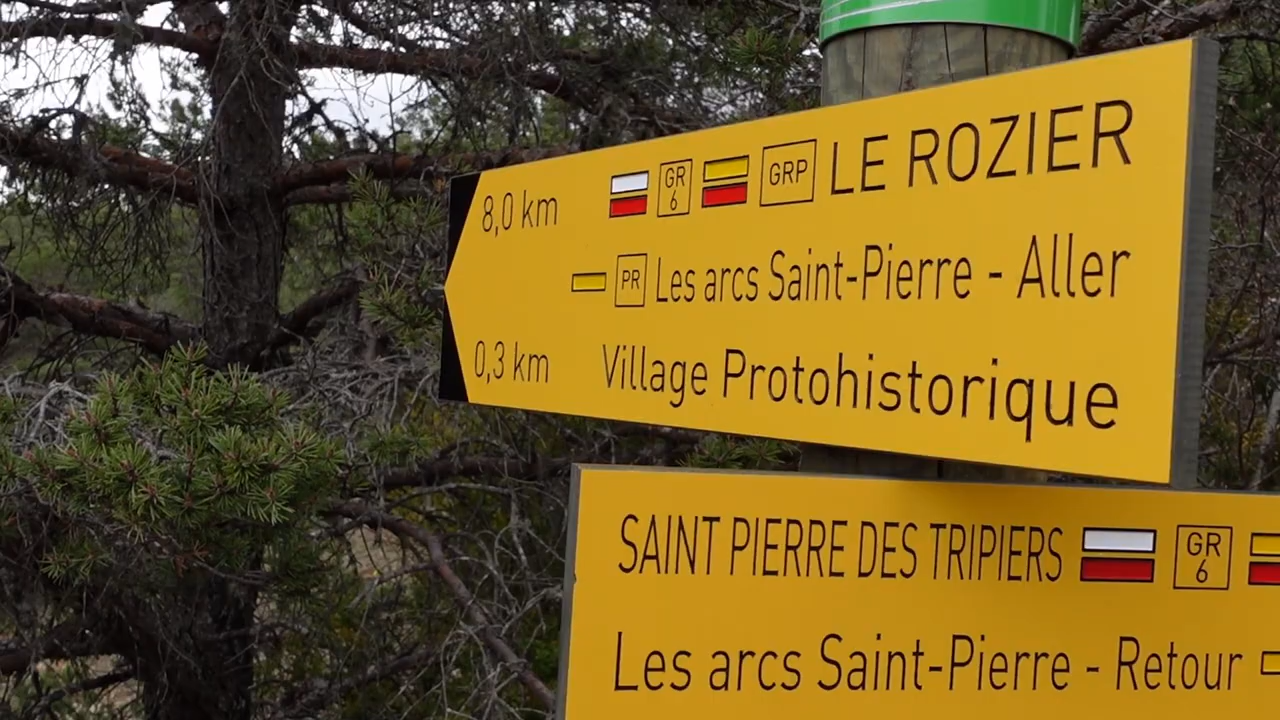 8,0 km GR 6 GRP LE ROZIER
PR Les arcs Saint-Pierre - Aller
0,3 km Village Protohistorique
SAINT PIERRE DES TRIPIERS GR 6
Les arcs Saint-Pierre - Retour